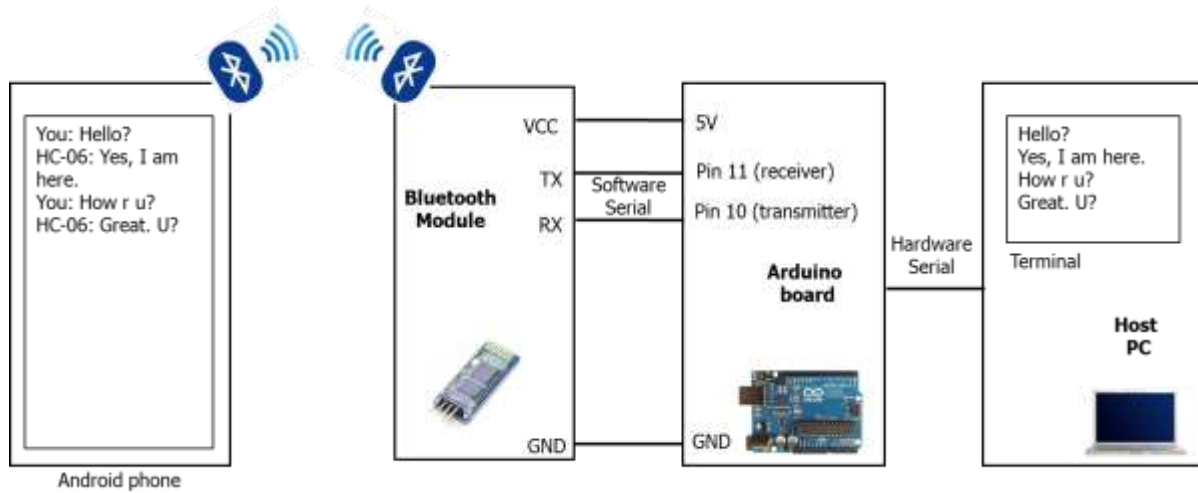 You: Hello?
HC-06: Yes, I am
here.
You: How r u?
HC-06: Great. U?
Android phone
Bluetooth
Module
VCC
TX
RX
GND
Software
Serial
5V
Pin 11 (receiver)
Pin 10 (transmitter)
Arduino
board
GND
Hardware
Serial
Hello?
Yes, I am here.
How r u?
Great. U?
Terminal
Host
PC